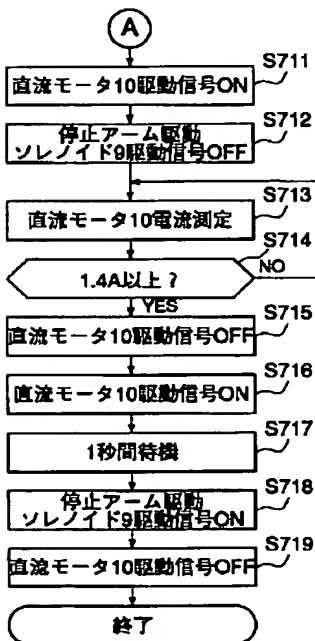 A
S711
直流モータ10駆動信号ON
S712
停止アーム駆動
ソレノイド9駆動信号OFF
S713
直流モータ10電流測定
S714
1.4A以上?
NO
YES
S715
直流モータ10駆動信号OFF
S716
直流モータ10駆動信号ON
S717
1秒間待機
S718
停止アーム駆動
ソレノイド9駆動信号ON
S719
直流モータ10駆動信号OFF
終了